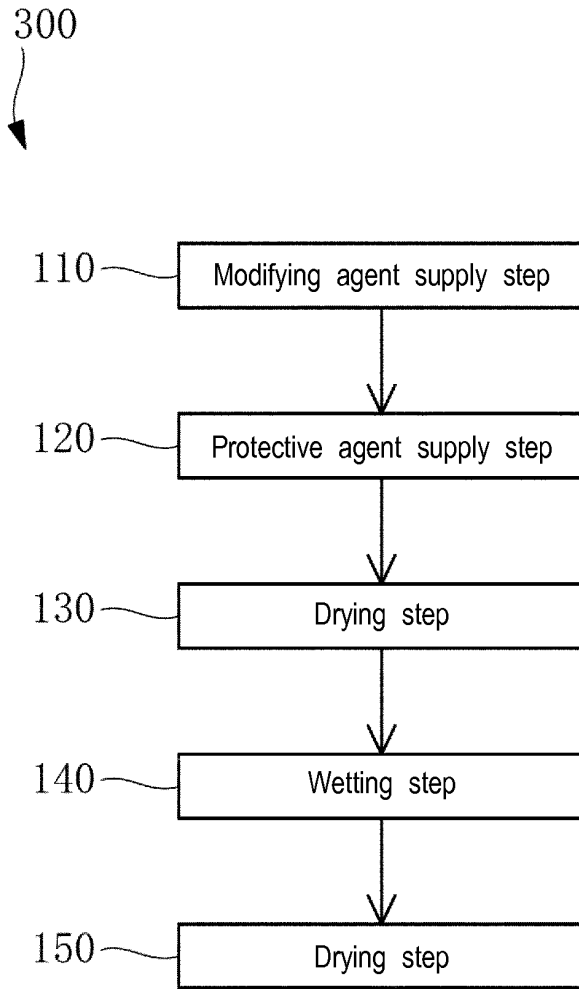 300
110 Modifying agent supply step
120 Protective agent supply step
130 Drying step
140 Wetting step
150 Drying step